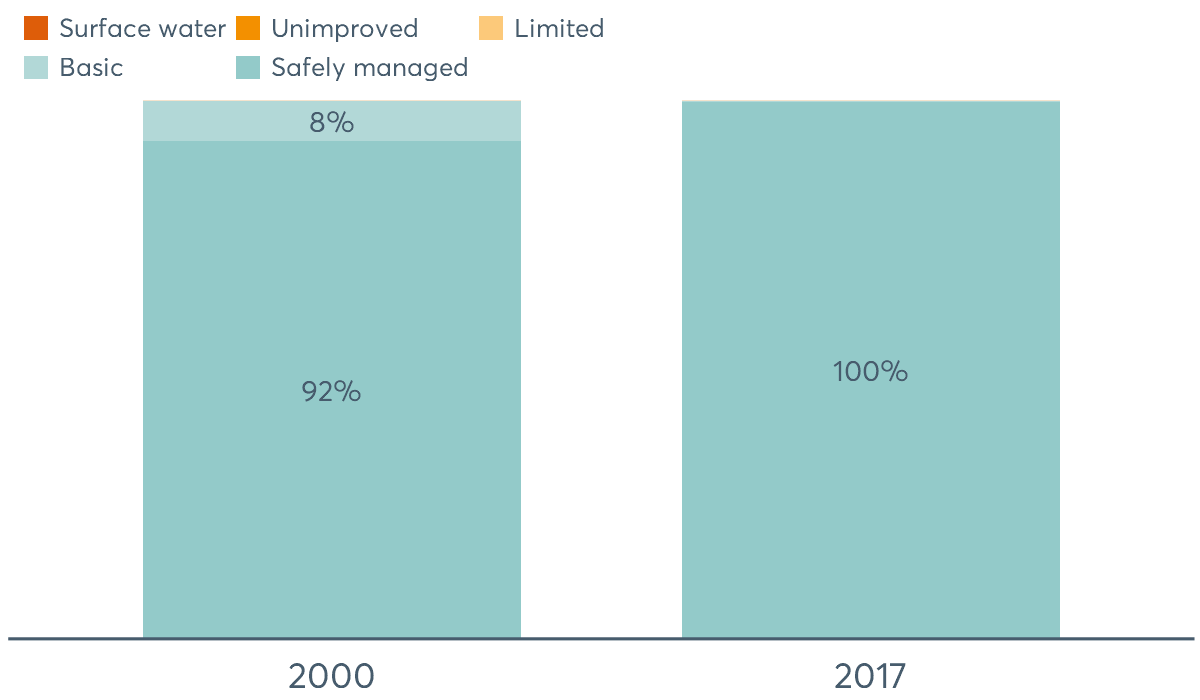 Surface water Unimproved Limited
Basic Safely managed
8%
92%
100%
2000 2017